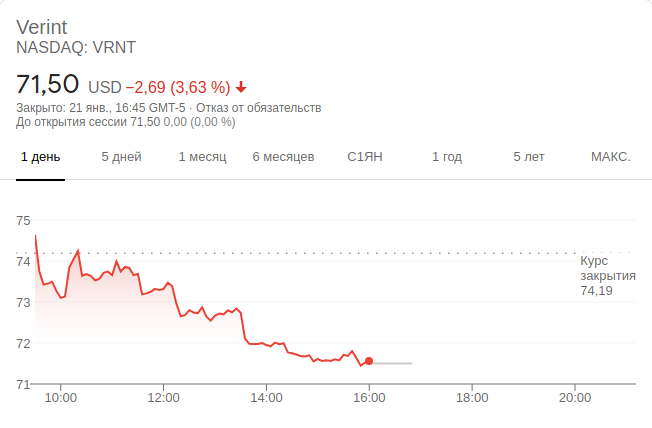 Verint
NASDAQ: VRNT
71,50 USD −2,69 (3,63 %)
Закрыто: 21 янв., 16:45 GMT-5 · Отказ от обязательств
До открытия сессии 71,50 0,00 (0,00 %)
1 день 5 дней 1 месяц 6 месяцев С1ЯН 1 год 5 лет МАКС.
75
74
73
72
71
Курс
закрытия
74,19
10:00 12:00 14:00 16:00 18:00 20:00